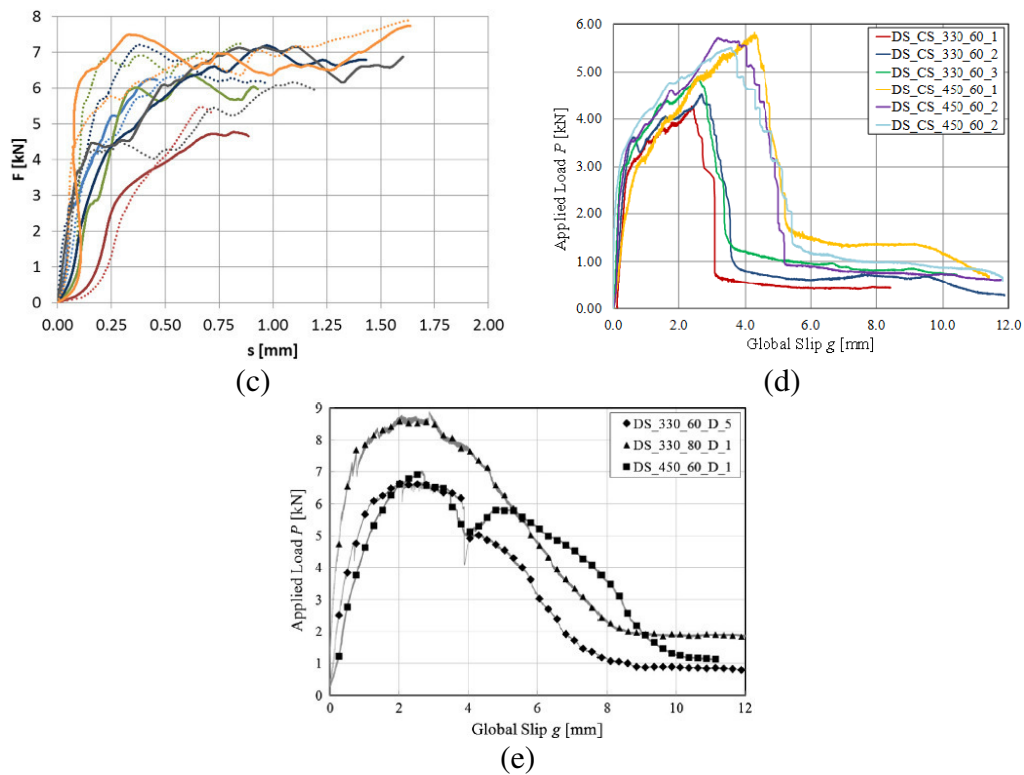 F [kN]
8
7
6
5
4
3
2
1
0
0.00 0.25 0.50 0.75 1.00 1.25 1.50 1.75 2.00
s [mm]
(c)
Applied Load P [kN]
6.00
5.00
4.00
3.00
2.00
1.00
0.00
0.0 2.0 4.0 6.0 8.0 10.0 12.0
Global Slip g [mm]
DS_CS_330_60_1
DS_CS_330_60_2
DS_CS_330_60_3
DS_CS_450_60_1
DS_CS_450_60_2
DS_CS_450_60_2
(d)
Applied Load P [kN]
9
8
7
6
5
4
3
2
1
0
0 2 4 6 8 10 12
Global Slip g [mm]
DS_330_60_D_5
DS_330_80_D_1
DS_450_60_D_1
(e)